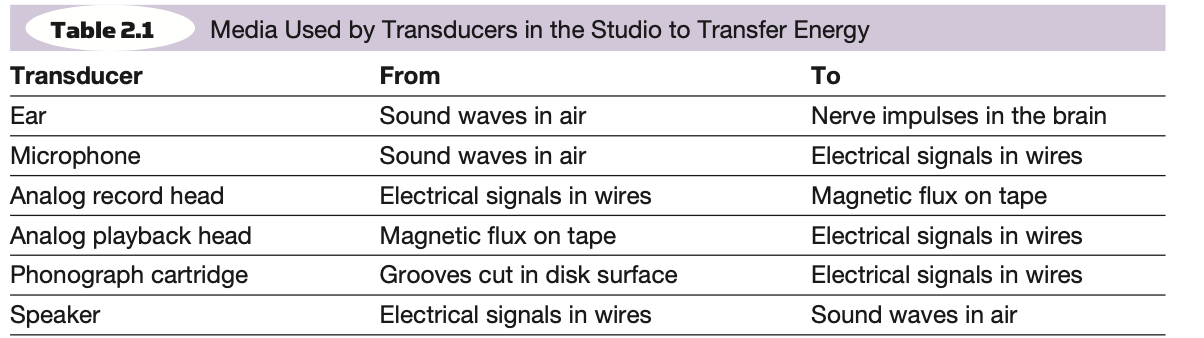 Table 2.1 Media Used by Transducers in the Studio to Transfer Energy
Transducer From To
Ear Sound waves in air Nerve impulses in the brain
Microphone Sound waves in air Electrical signals in wires
Analog record head Electrical signals in wires Magnetic flux on tape
Analog playback head Magnetic flux on tape Electrical signals in wires
Phonograph cartridge Grooves cut in disk surface Electrical signals in wires
Speaker Electrical signals in wires Sound waves in air